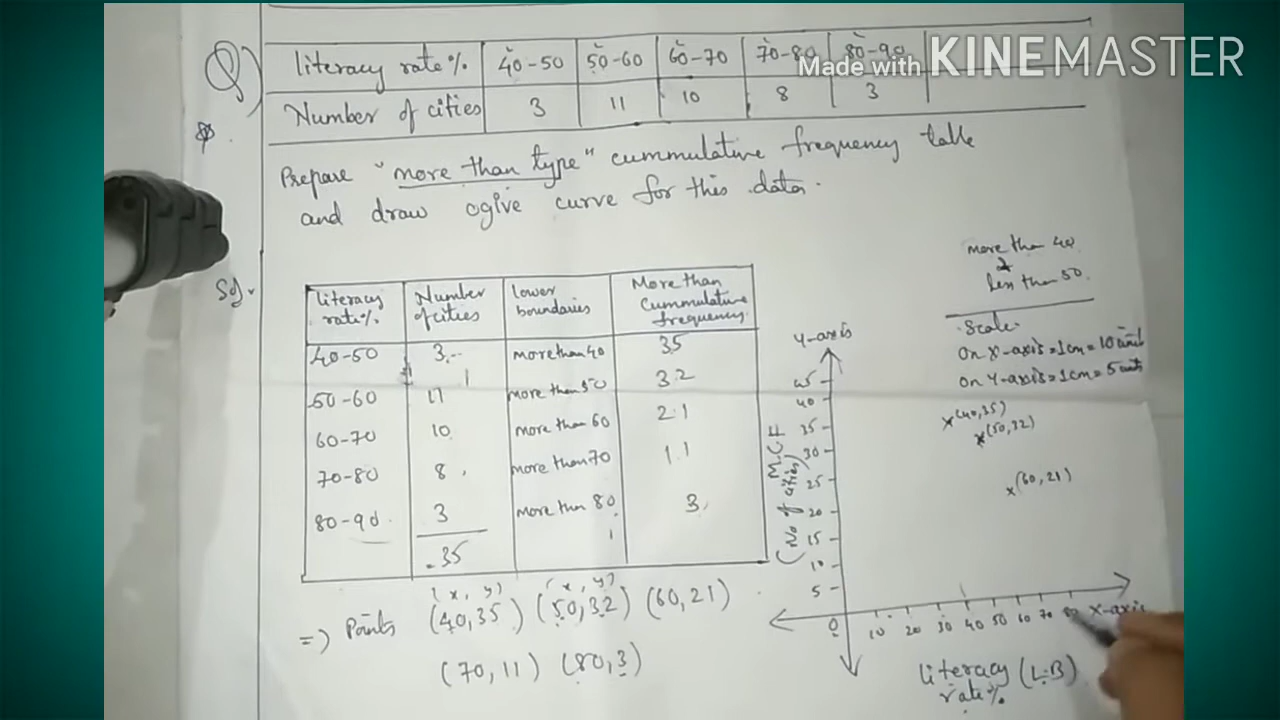 Made with KINEMASTER
Q)
literacy rate% 40-50 50-60 60-70 70-80 80-90
Number of cities 3 11 10 8 3
Prepare "more than type" cummulative frequency table
and draw ogive curve for this data.
Sol.
literacy rate% Number of cities lower boundaries More than cummulative frequency
40-50 3 more than 40 35
50-60 11 more than 50 32
60-70 10 more than 60 21
70-80 8 more than 70 11
80-90 3 more than 80 3
35
=) Points (40,35) (50,32) (60,21)
(x, y) (x, y)
(70,11) (80,3)
more than 40
&
less than 50
Scale
On X-axis=1cm=10 units
on Y-axis=1cm=5 units
Y-axis
45
40
35
30
25
20
15
10
5
M.C.F
(No of cities)
x(40,35)
x(50,32)
x(60,21)
0 10 20 30 40 50 60 70 80 X-axis
literacy (L.B)
rate%